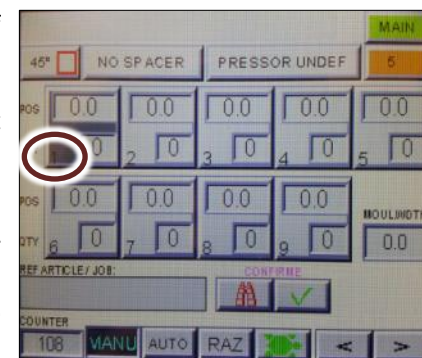 MAIN
45° NO SPACER PRESSOR UNDEF 5
POS 0.0 0.0 0.0 0.0 0.0
1 0 2 0 3 0 4 0 5 0
POS 0.0 0.0 0.0 0.0
QTY 6 0 7 0 8 0 9 0 0.0
REF ARTICLE / JOB: CONFIRME
COUNTER
108 MANU AUTO RAZ < >